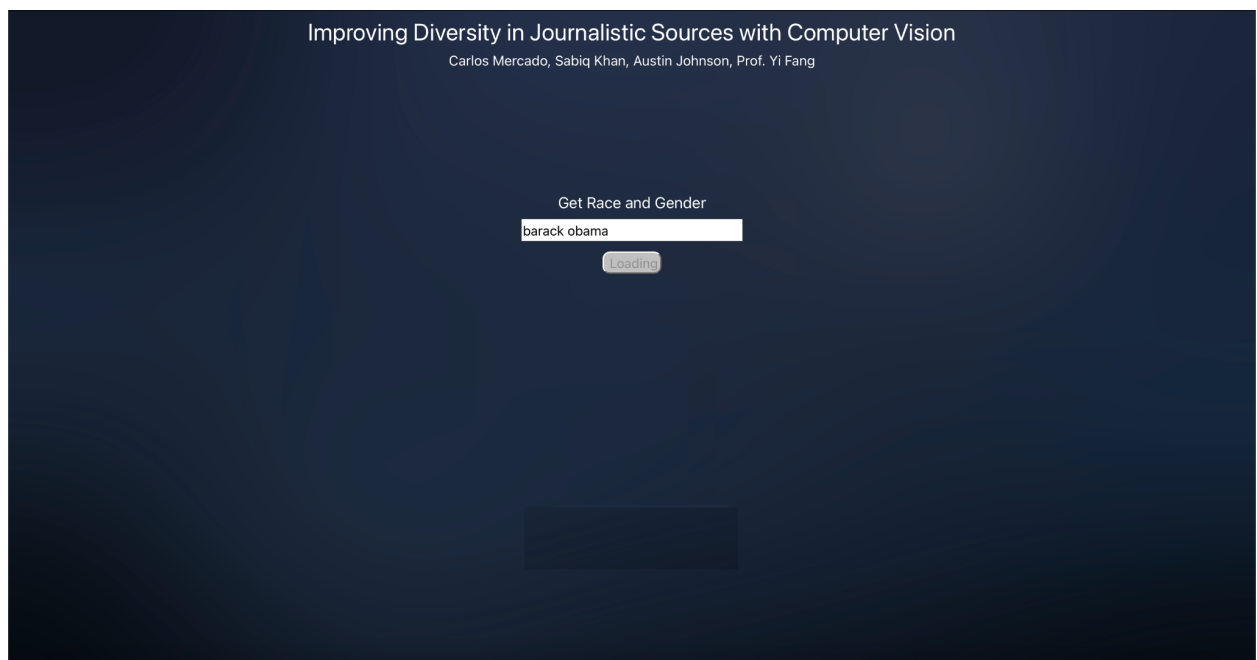 Improving Diversity in Journalistic Sources with Computer Vision
Carlos Mercado, Sabiq Khan, Austin Johnson, Prof. Yi Fang
Get Race and Gender
barack obama
Loading